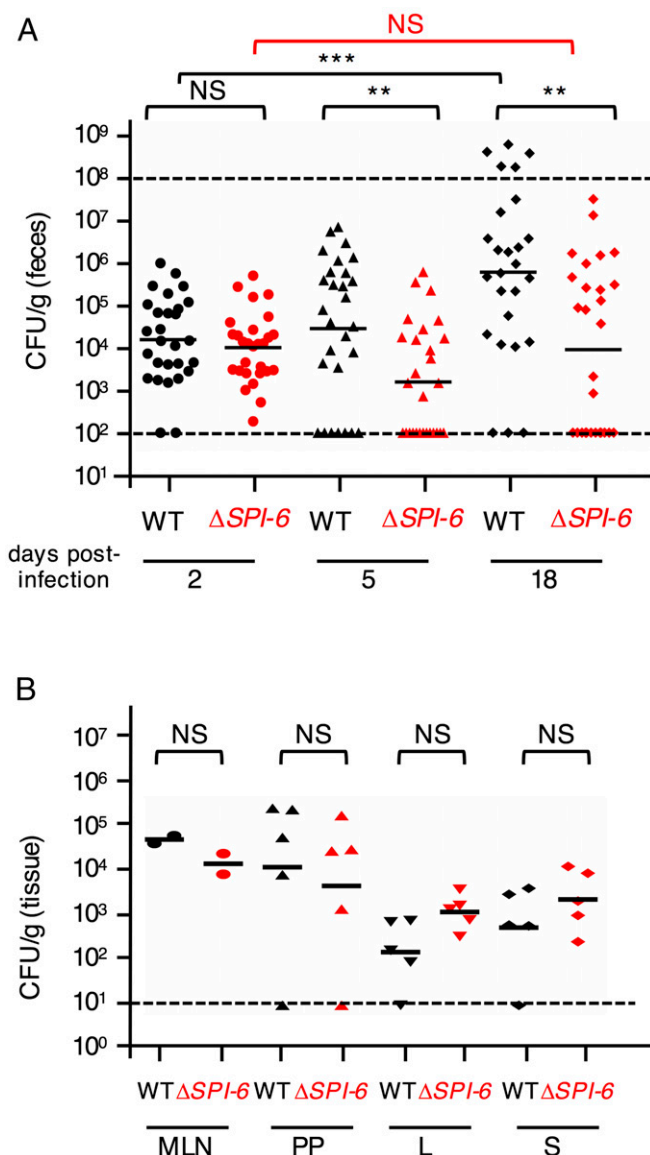 A
NS
***
NS
**
**
10⁹
10⁸
10⁷
10⁶
10⁵
10⁴
10³
10²
10¹
CFU/g (feces)
WT ΔSPI-6 WT ΔSPI-6 WT ΔSPI-6
days post-
infection
2 5 18
B
NS NS NS NS
10⁷
10⁶
10⁵
10⁴
10³
10²
10¹
10⁰
CFU/g (tissue)
WT ΔSPI-6 WT ΔSPI-6 WT ΔSPI-6 WT ΔSPI-6
MLN PP L S